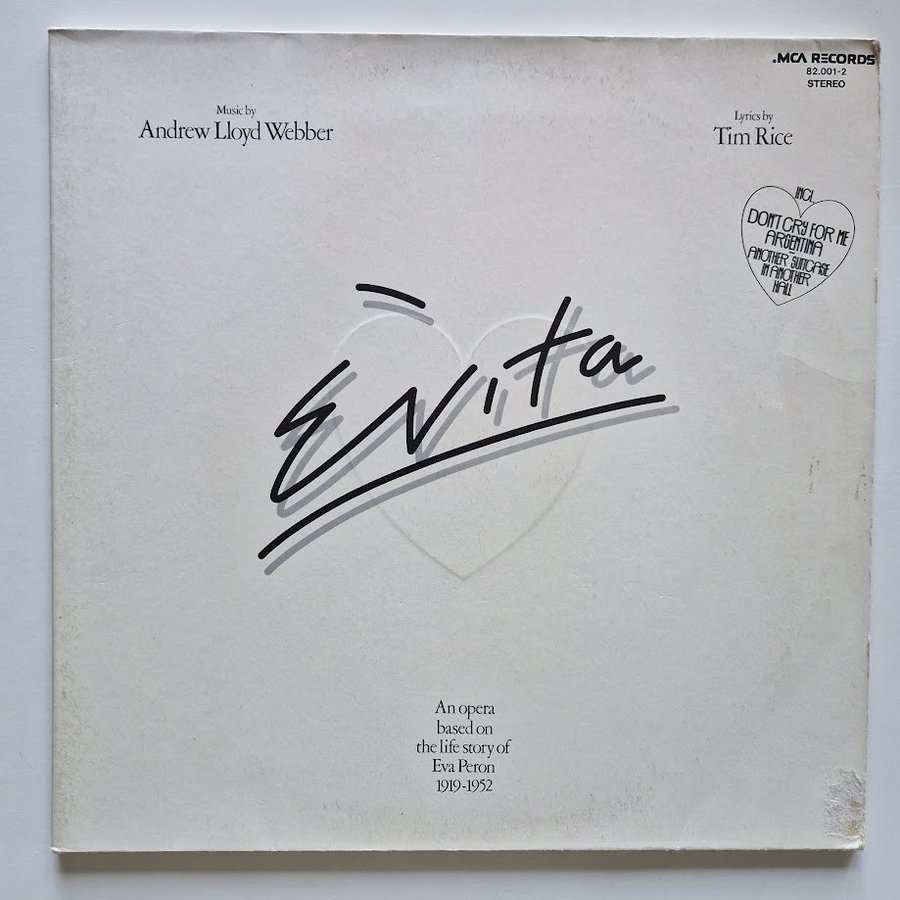 .MCA RECORDS
82.001-2
STEREO
Music by
Andrew Lloyd Webber
Lyrics by
Tim Rice
INCL.
DON'T CRY FOR ME
ARGENTINA
ANOTHER SUITCASE
IN ANOTHER
HALL
Evita
An opera
based on
the life story of
Eva Peron
1919-1952